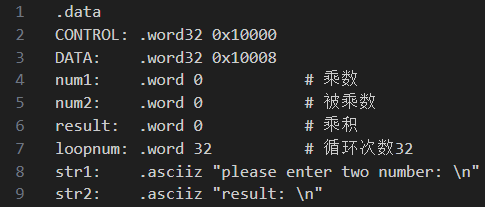 1 .data
2 CONTROL: .word32 0x10000
3 DATA: .word32 0x10008
4 num1: .word 0 # 乘数
5 num2: .word 0 # 被乘数
6 result: .word 0 # 乘积
7 loopnum: .word 32 # 循环次数32
8 str1: .asciiz "please enter two number: \n"
9 str2: .asciiz "result: \n"